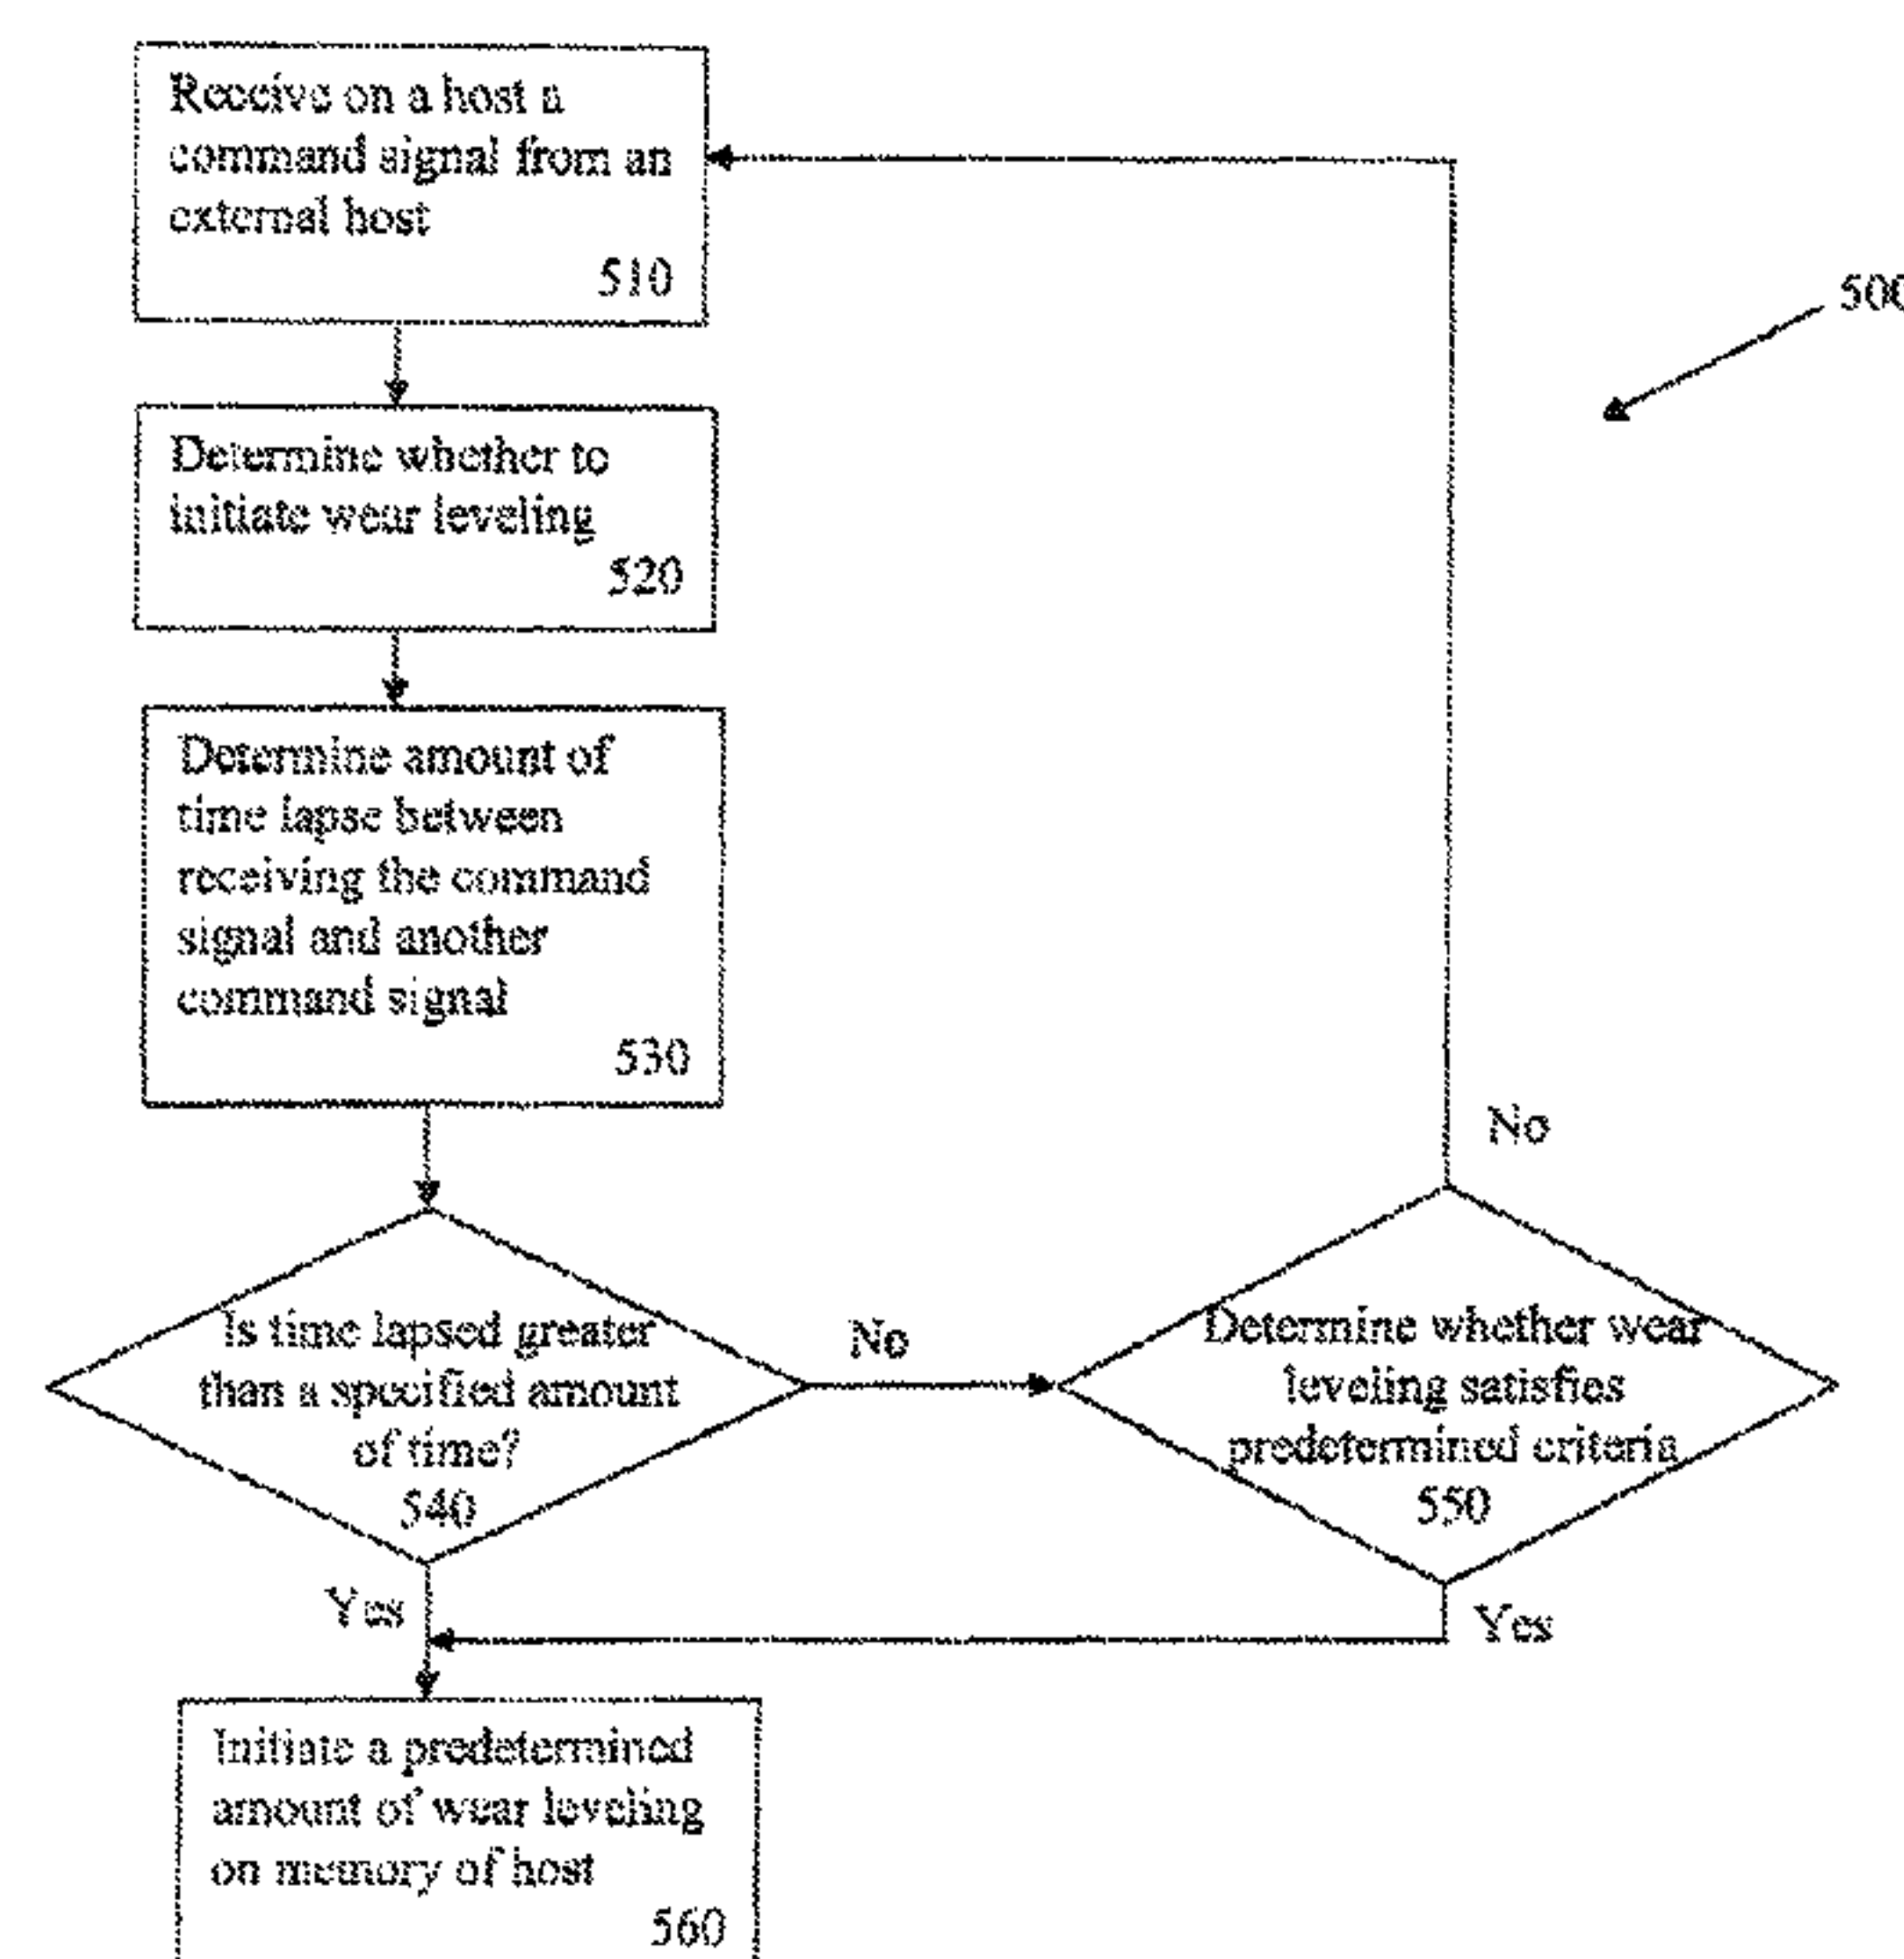 Receive on a host a
command signal from an
external host
510
500
Determine whether to
initiate wear leveling
520
Determine amount of
time lapse between
receiving the command
signal and another
command signal
530
No
Is time lapsed greater
than a specified amount
of time?
540
No
Determine whether wear
leveling satisfies
predetermined criteria
550
Yes
Yes
Initiate a predetermined
amount of wear leveling
on memory of host
560